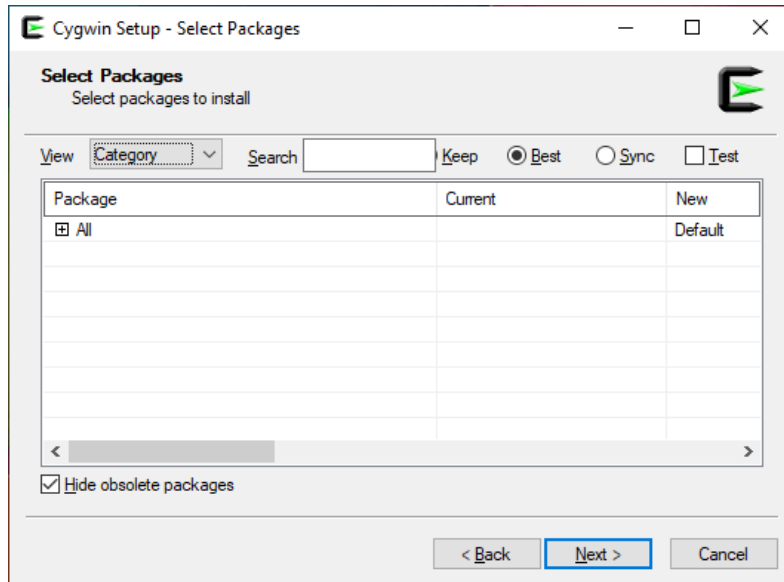 Cygwin Setup - Select Packages
Select Packages
Select packages to install
View Category Search Keep Best Sync Test
Package Current New
All Default
Hide obsolete packages
< Back Next > Cancel